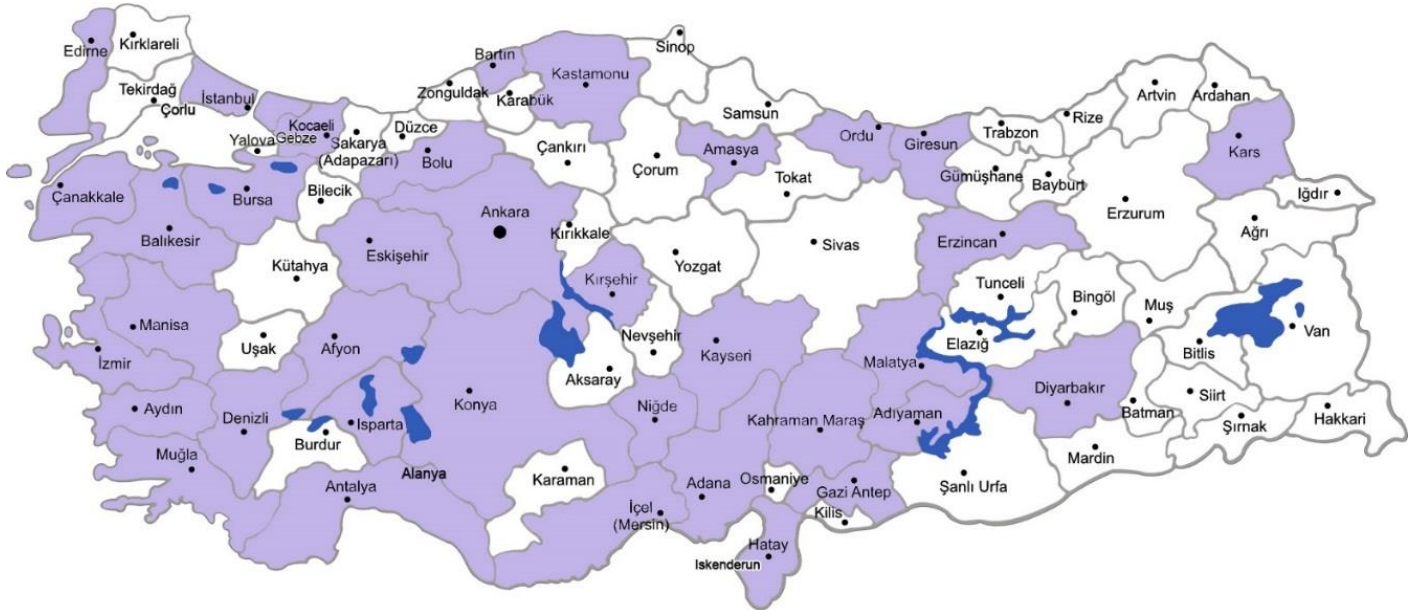 Edirne
Kırklareli
Tekirdağ
Çorlu
İstanbul
Kocaeli
Yalova
Gebze
Sakarya
(Adapazarı)
Düzce
Bolu
Zonguldak
Bartın
Karabük
Kastamonu
Sinop
Samsun
Çankırı
Çorum
Amasya
Tokat
Ordu
Giresun
Trabzon
Rize
Artvin
Ardahan
Gümüşhane
Bayburt
Kars
Iğdır
Ağrı
Erzurum
Erzincan
Çanakkale
Balıkesir
Bursa
Bilecik
Eskişehir
Ankara
Kırıkkale
Kırşehir
Yozgat
Sivas
Kütahya
Tunceli
Bingöl
Muş
Van
Bitlis
Elazığ
Manisa
İzmir
Uşak
Afyon
Nevşehir
Aksaray
Kayseri
Malatya
Diyarbakır
Batman
Siirt
Şırnak
Hakkari
Mardin
Aydın
Denizli
Isparta
Burdur
Konya
Niğde
Kahraman Maraş
Adıyaman
Şanlı Urfa
Muğla
Antalya
Alanya
Karaman
İçel
(Mersin)
Adana
Osmaniye
Gazi Antep
Kilis
Hatay
Iskenderun